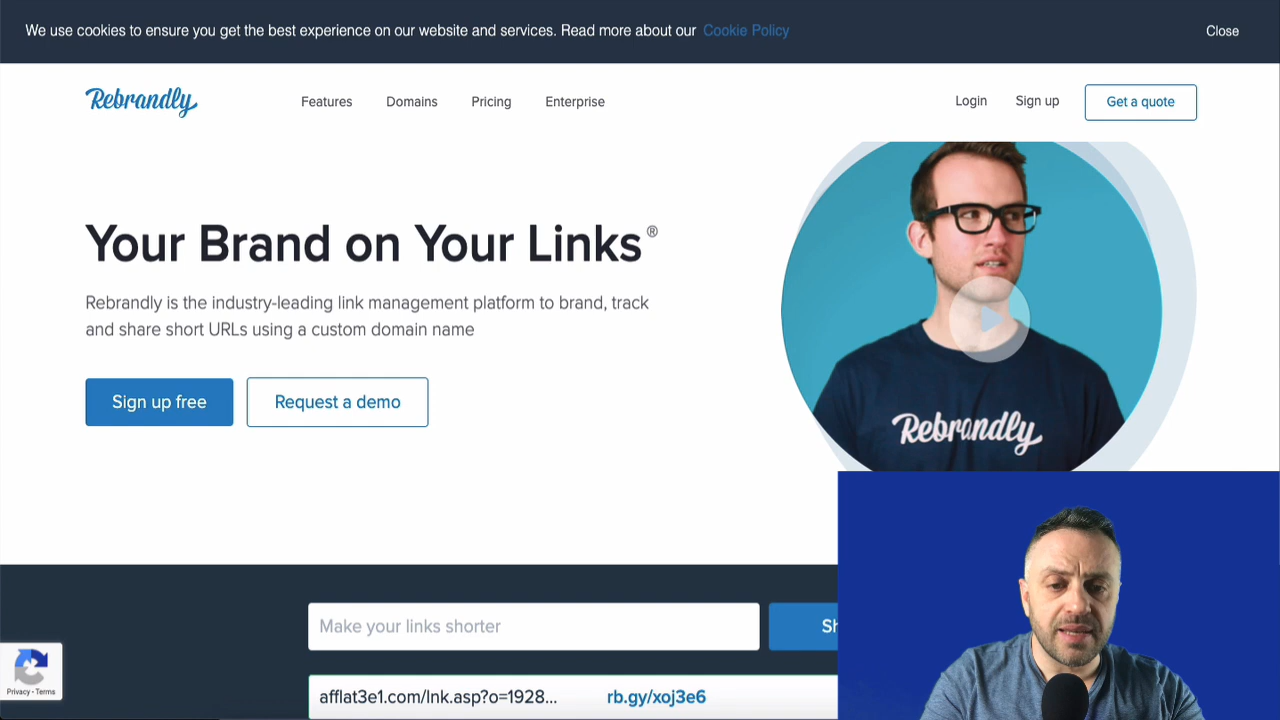 We use cookies to ensure you get the best experience on our website and services. Read more about our Cookie Policy
Close
Rebrandly
Features
Domains
Pricing
Enterprise
Login
Sign up
Get a quote
Your Brand on Your Links®
Rebrandly is the industry-leading link management platform to brand, track
and share short URLs using a custom domain name
Sign up free
Request a demo
Rebrandly
Make your links shorter
Sh
afflat3e1.com/lnk.asp?o=1928...
rb.gy/xoj3e6
Privacy - Terms